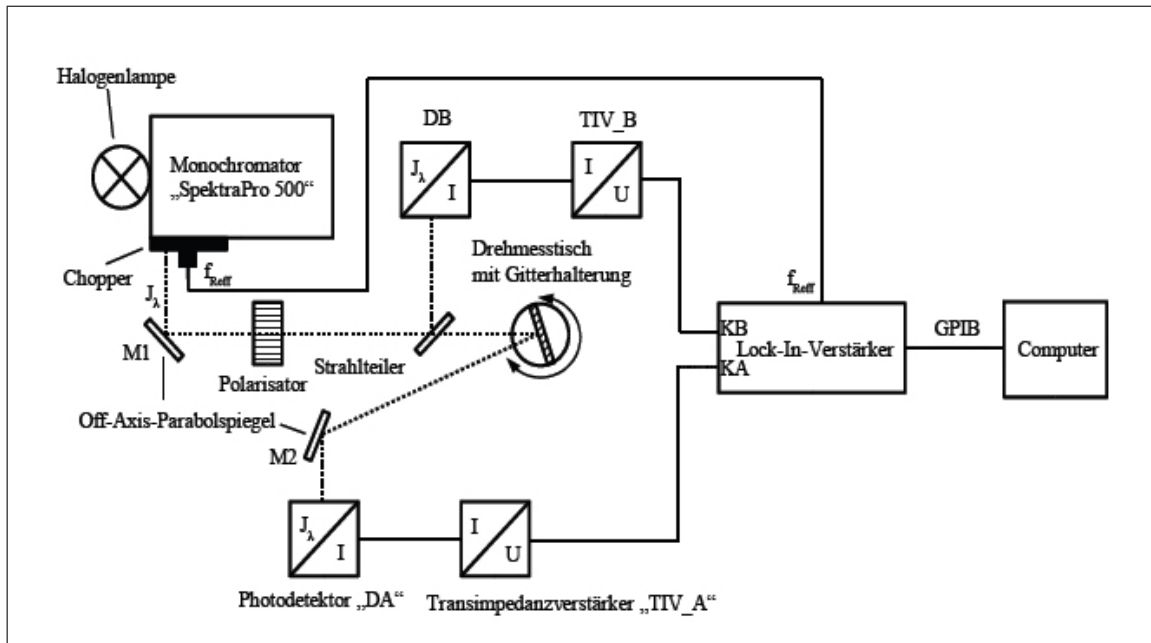 Halogenlampe
Monochromator
„SpektraPro 500“
Chopper
f_Reff
J_λ
M1
Polarisator
Strahlteiler
Off-Axis-Parabolspiegel
M2
DB
J_λ
I
TIV_B
I
U
Drehmesstisch
mit Gitterhalterung
f_Reff
KB
Lock-In-Verstärker
KA
GPIB
Computer
J_λ
I
I
U
Photodetektor „DA“
Transimpedanzverstärker „TIV_A“